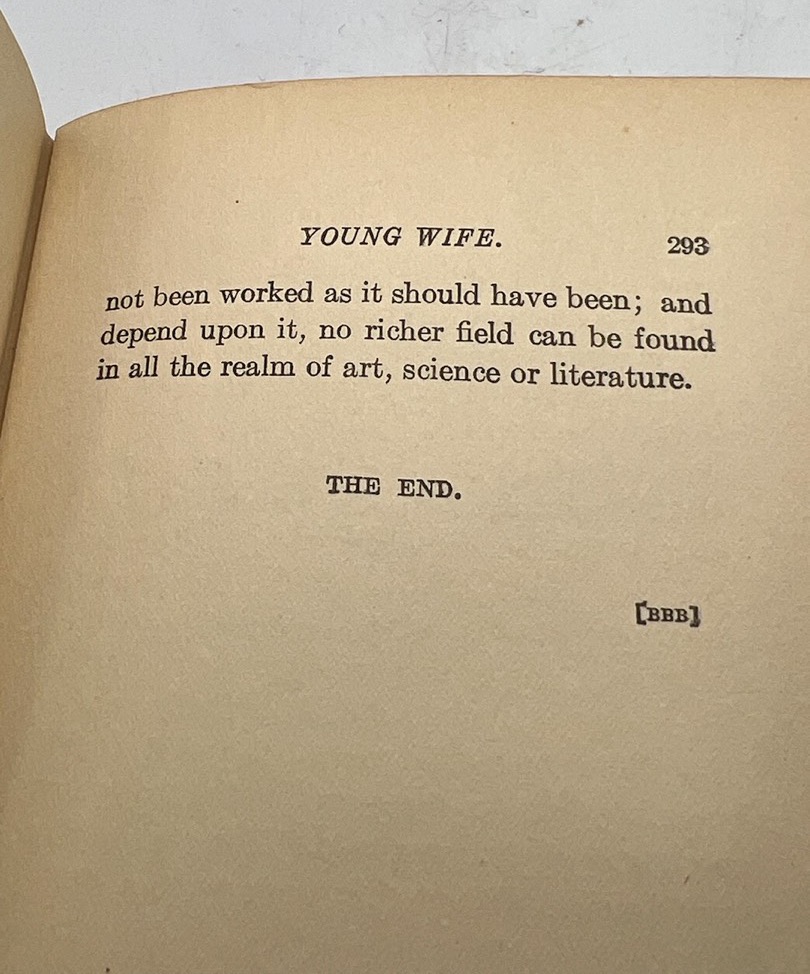 YOUNG WIFE. 293
not been worked as it should have been; and
depend upon it, no richer field can be found
in all the realm of art, science or literature.
THE END.
[BBB]